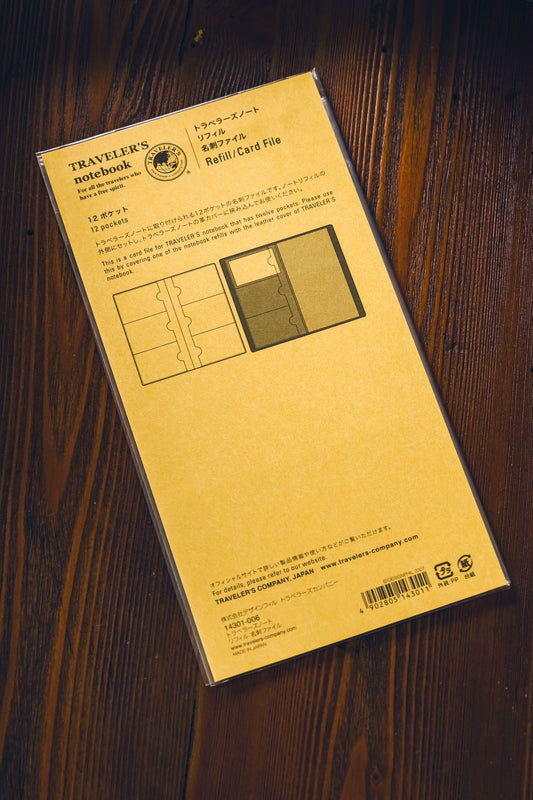 TRAVELER'S
notebook
For all the travelers who
have a free spirit.
TRAVELER'S
®
トラベラーズノート
リフィル
名刺ファイル
Refill/Card File
12 ポケット
12 pockets
トラベラーズノートに取り付けられる12ポケットの名刺ファイルです。ノートリフィルの
外側にセットし、トラベラーズノートの革カバーに挟み込んでお使いください。
This is a card file for TRAVELER'S notebook that has twelve pockets. Please use
this by covering one of the notebook refills with the leather cover of TRAVELER'S
notebook.
オフィシャルサイトで詳しい製品情報や使い方などがご覧いただけます。
For details, please refer to our website.
TRAVELER'S COMPANY, JAPAN www.travelers-company.com
株式会社デザインフィル トラベラーズカンパニー
14301-006
トラベラーズノート
リフィル 名刺ファイル
www.travelers-company.com
MADE IN JAPAN
©DESIGNPHIL 2007
4 902805 143011
プラ
外装:PP
紙
台紙